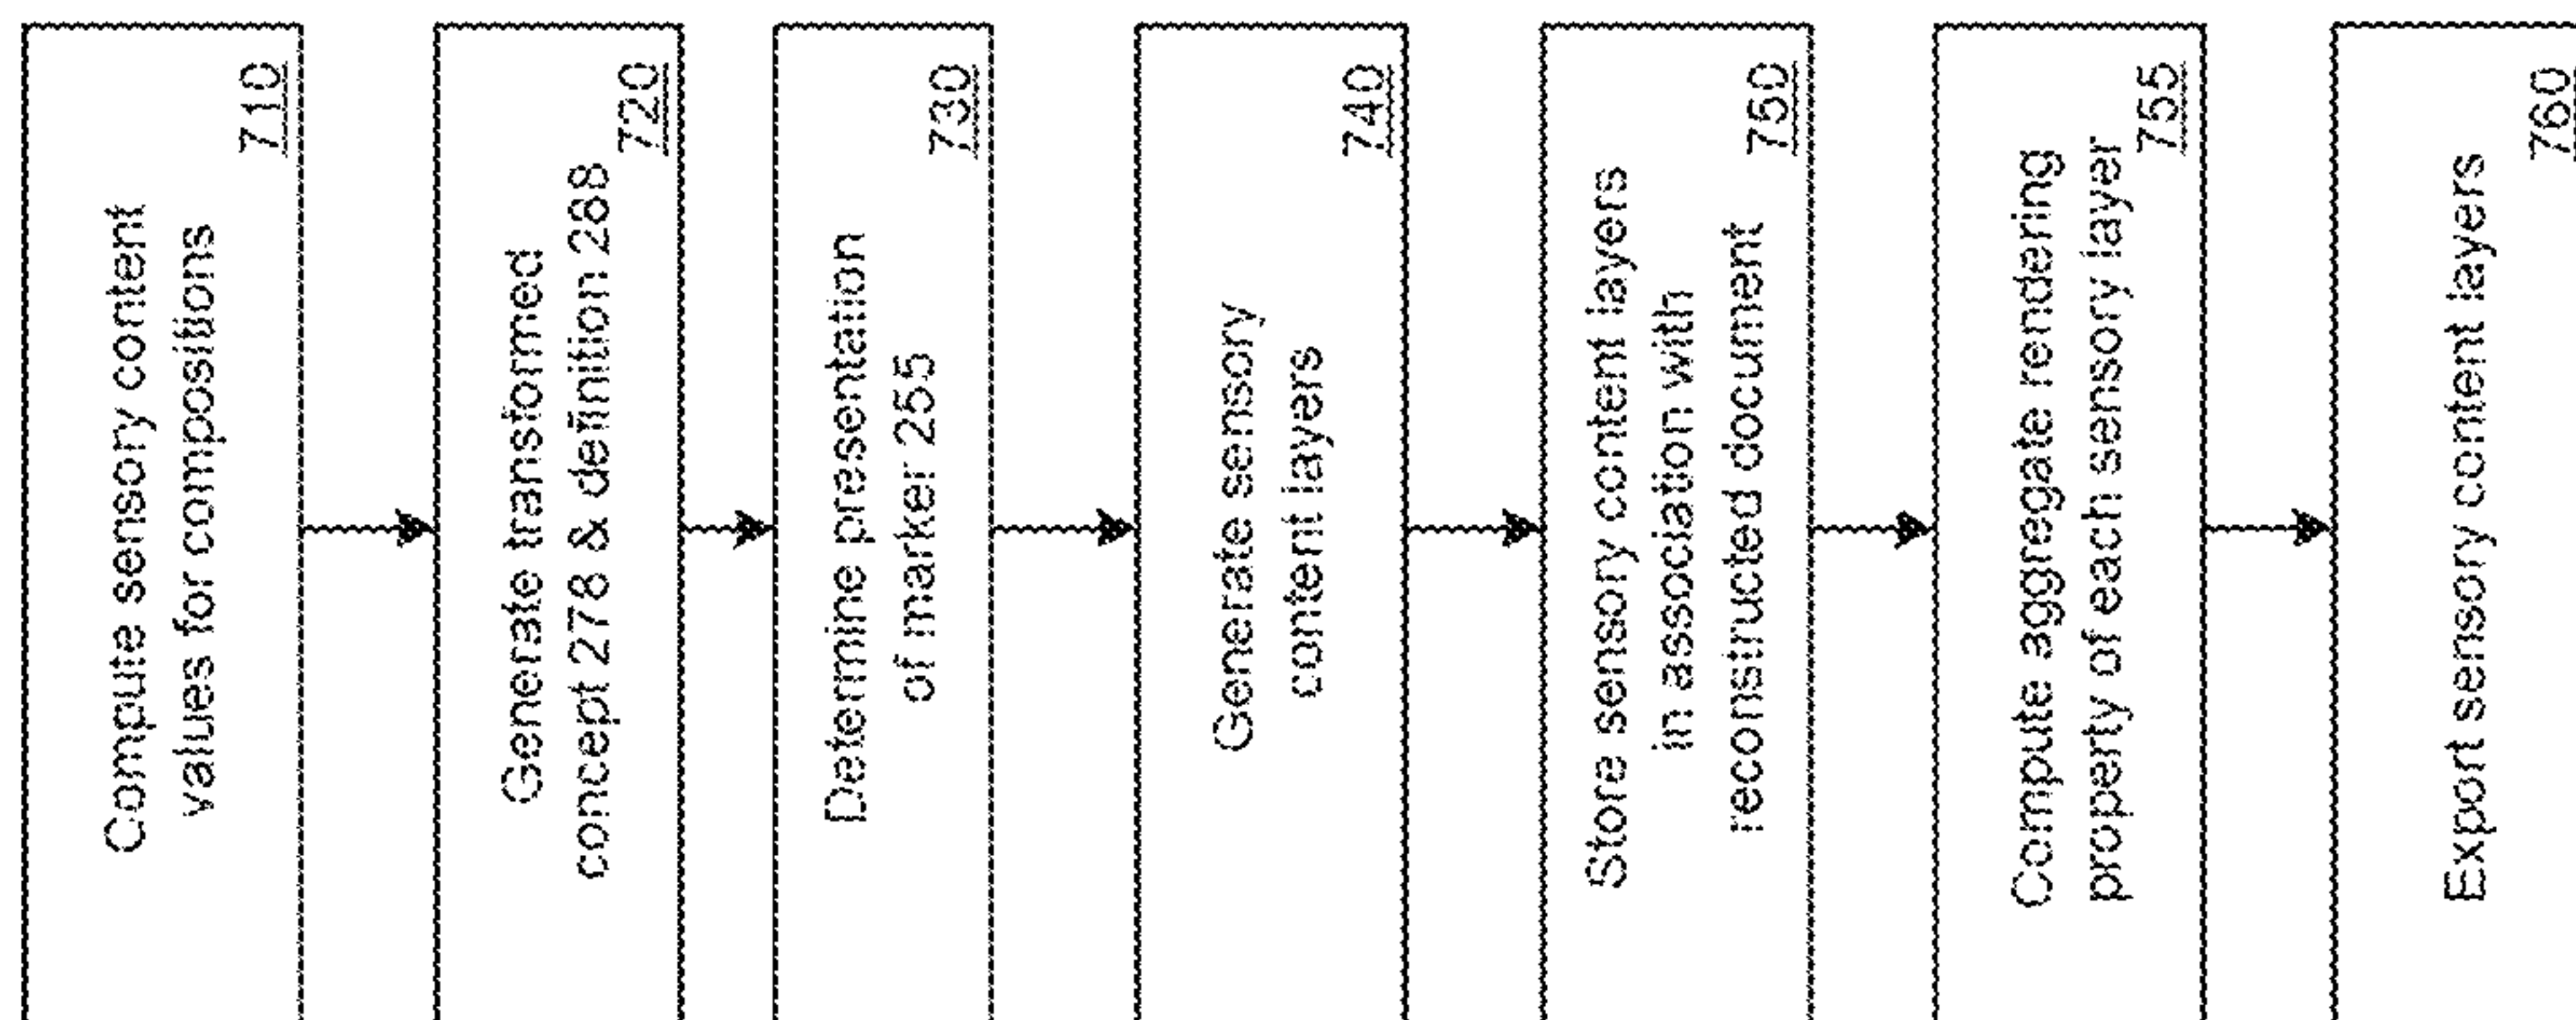 Compute sensory content
values for compositions
710
Generate transformed
concept 278 & definition 288
720
Determine presentation
of marker 255
730
Generate sensory
content layers
740
Store sensory content layers
in association with
reconstructed document
750
Compute aggregate rendering
property of each sensory layer
755
Export sensory content layers
760